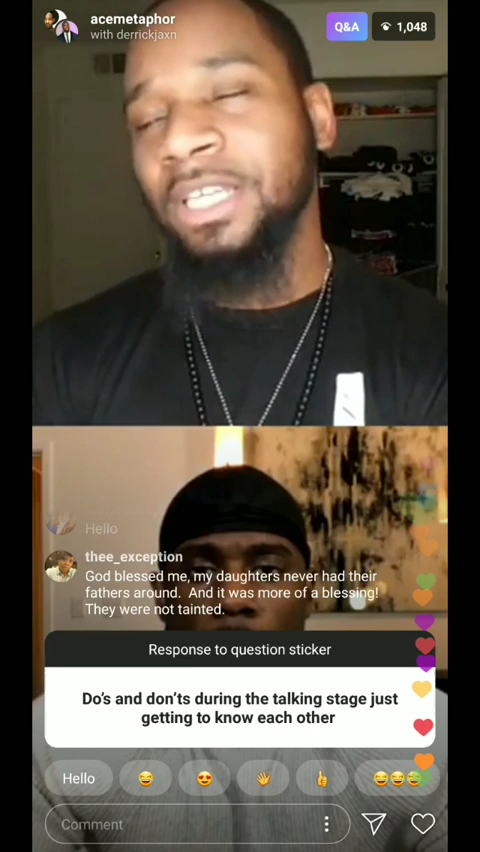 acemetaphor
with derrickjaxn
Q&A
1,048
Hello
thee_exception
God blessed me, my daughters never had their
fathers around. And it was more of a blessing!
They were not tainted.
Response to question sticker
Do's and don'ts during the talking stage just
getting to know each other
Hello
Comment